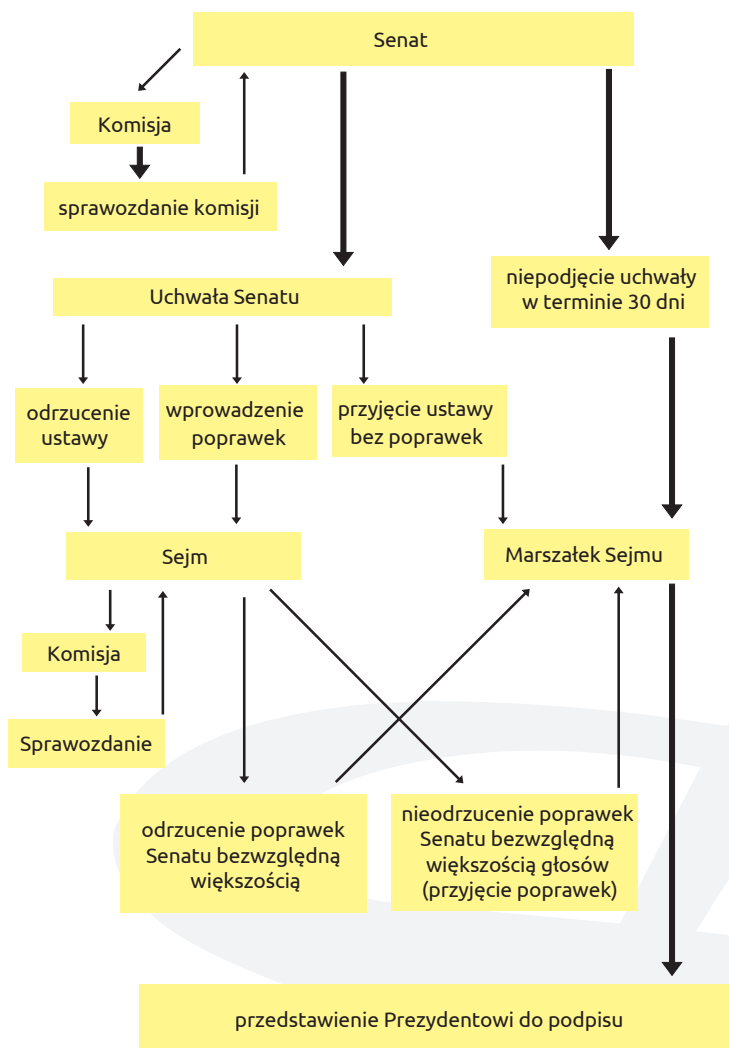 Senat
Komisja
sprawozdanie komisji
Uchwała Senatu
niepodjęcie uchwały
w terminie 30 dni
odrzucenie
ustawy
wprowadzenie
poprawek
przyjęcie ustawy
bez poprawek
Sejm
Marszałek Sejmu
Komisja
Sprawozdanie
odrzucenie poprawek
Senatu bezwzględną
większością
nieodrzucenie poprawek
Senatu bezwzględną
większością głosów
(przyjęcie poprawek)
przedstawienie Prezydentowi do podpisu